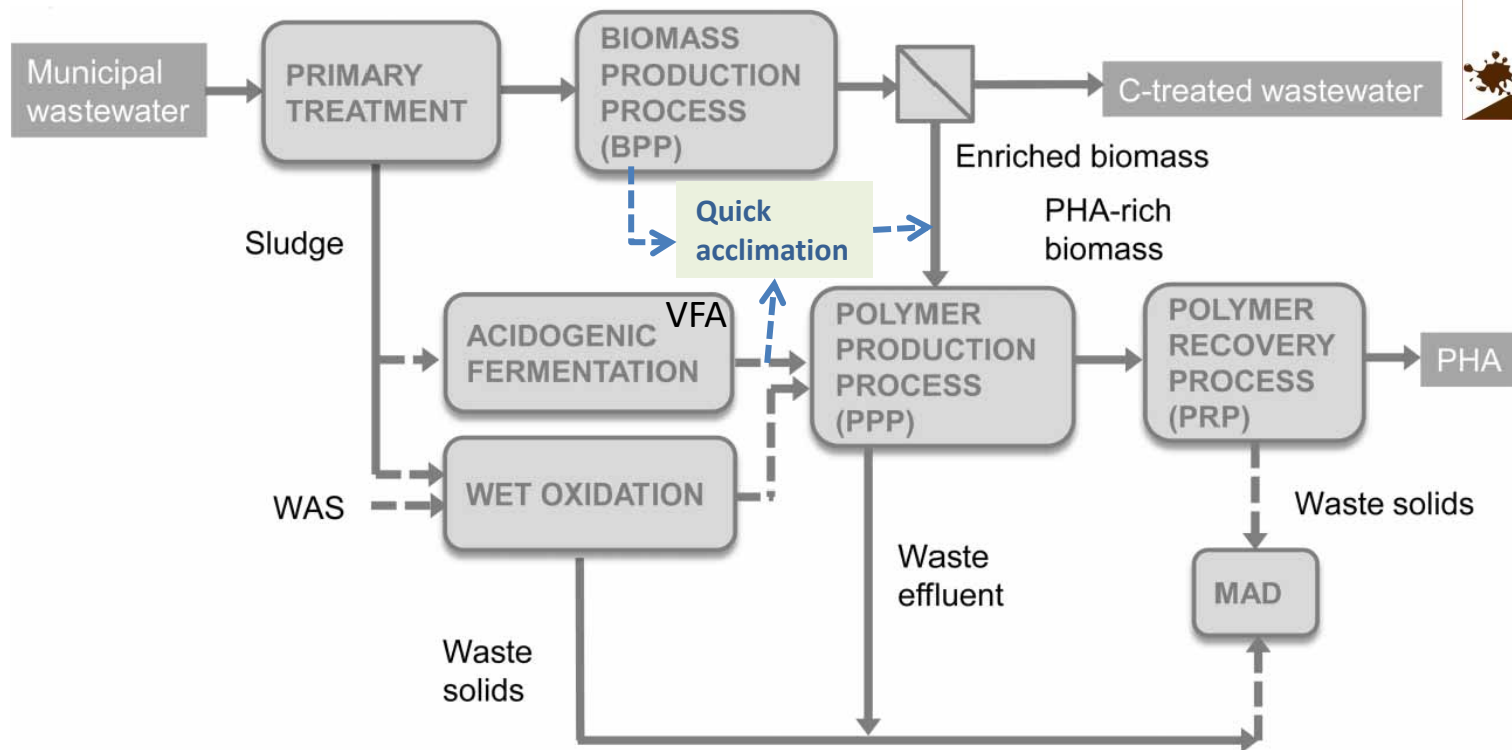 Municipal
wastewater
PRIMARY
TREATMENT
BIOMASS
PRODUCTION
PROCESS
(BPP)
C-treated wastewater
Enriched biomass
Quick
acclimation
PHA-rich
biomass
Sludge
VFA
ACIDOGENIC
FERMENTATION
POLYMER
PRODUCTION
PROCESS
(PPP)
POLYMER
RECOVERY
PROCESS
(PRP)
PHA
WET OXIDATION
WAS
Waste solids
Waste
effluent
MAD
Waste
solids